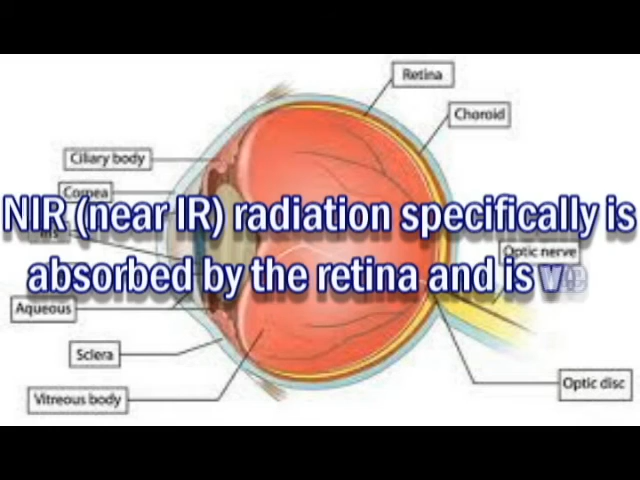 Retina
Choroid
Ciliary body
Cornea
NIR (near IR) radiation specifically is
absorbed by the retina and is
Optic nerve
Aqueous
Sclera
Optic disc
Vitreous body